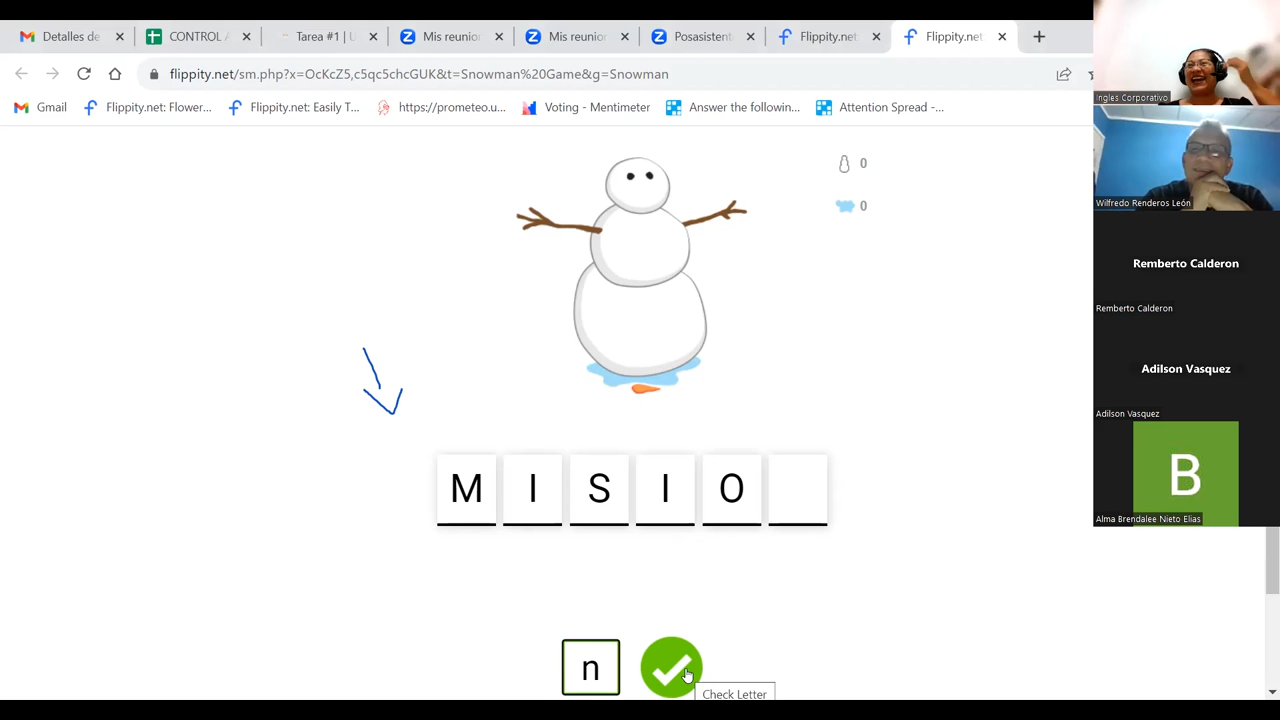 Detalles de
CONTROL A
Tarea #1 | U
Mis reunion
Mis reunion
Posasistent
Flippity.net
Flippity.net
flippity.net/sm.php?x=OcKcZ5,c5qc5chcGUK&t=Snowman%20Game&g=Snowman
Gmail
Flippity.net: Flower...
Flippity.net: Easily T...
https://meteo.u...
Voting - Mentimeter
Answer the followin...
Attention Spread -...
0
0
M I S I O
n
Check Letter
Ingles Corporativo
Wilfredo Renderos León
Remberto Calderon
Remberto Calderon
Adilson Vasquez
Adilson Vasquez
B
Alma Brendalee Nieto Elias